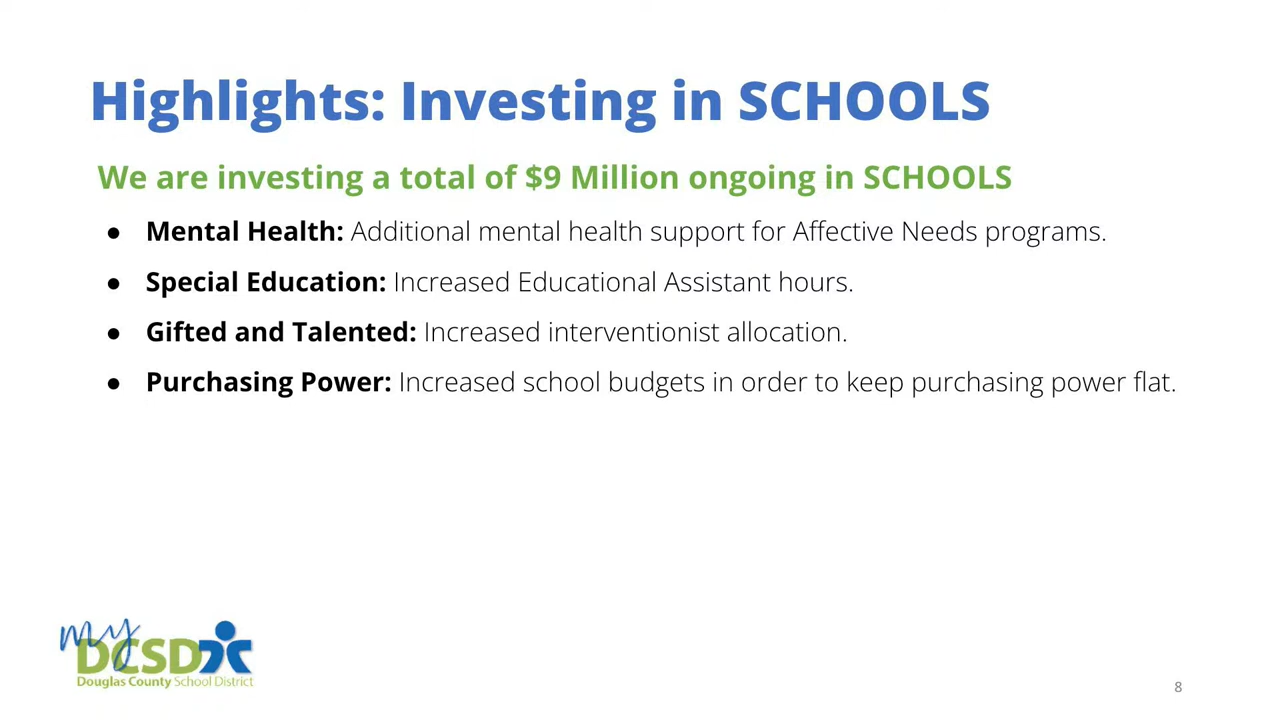 Highlights: Investing in SCHOOLS
We are investing a total of $9 Million ongoing in SCHOOLS
● Mental Health: Additional mental health support for Affective Needs programs.
● Special Education: Increased Educational Assistant hours.
● Gifted and Talented: Increased interventionist allocation.
● Purchasing Power: Increased school budgets in order to keep purchasing power flat.
my
DCSD
Douglas County School District
8